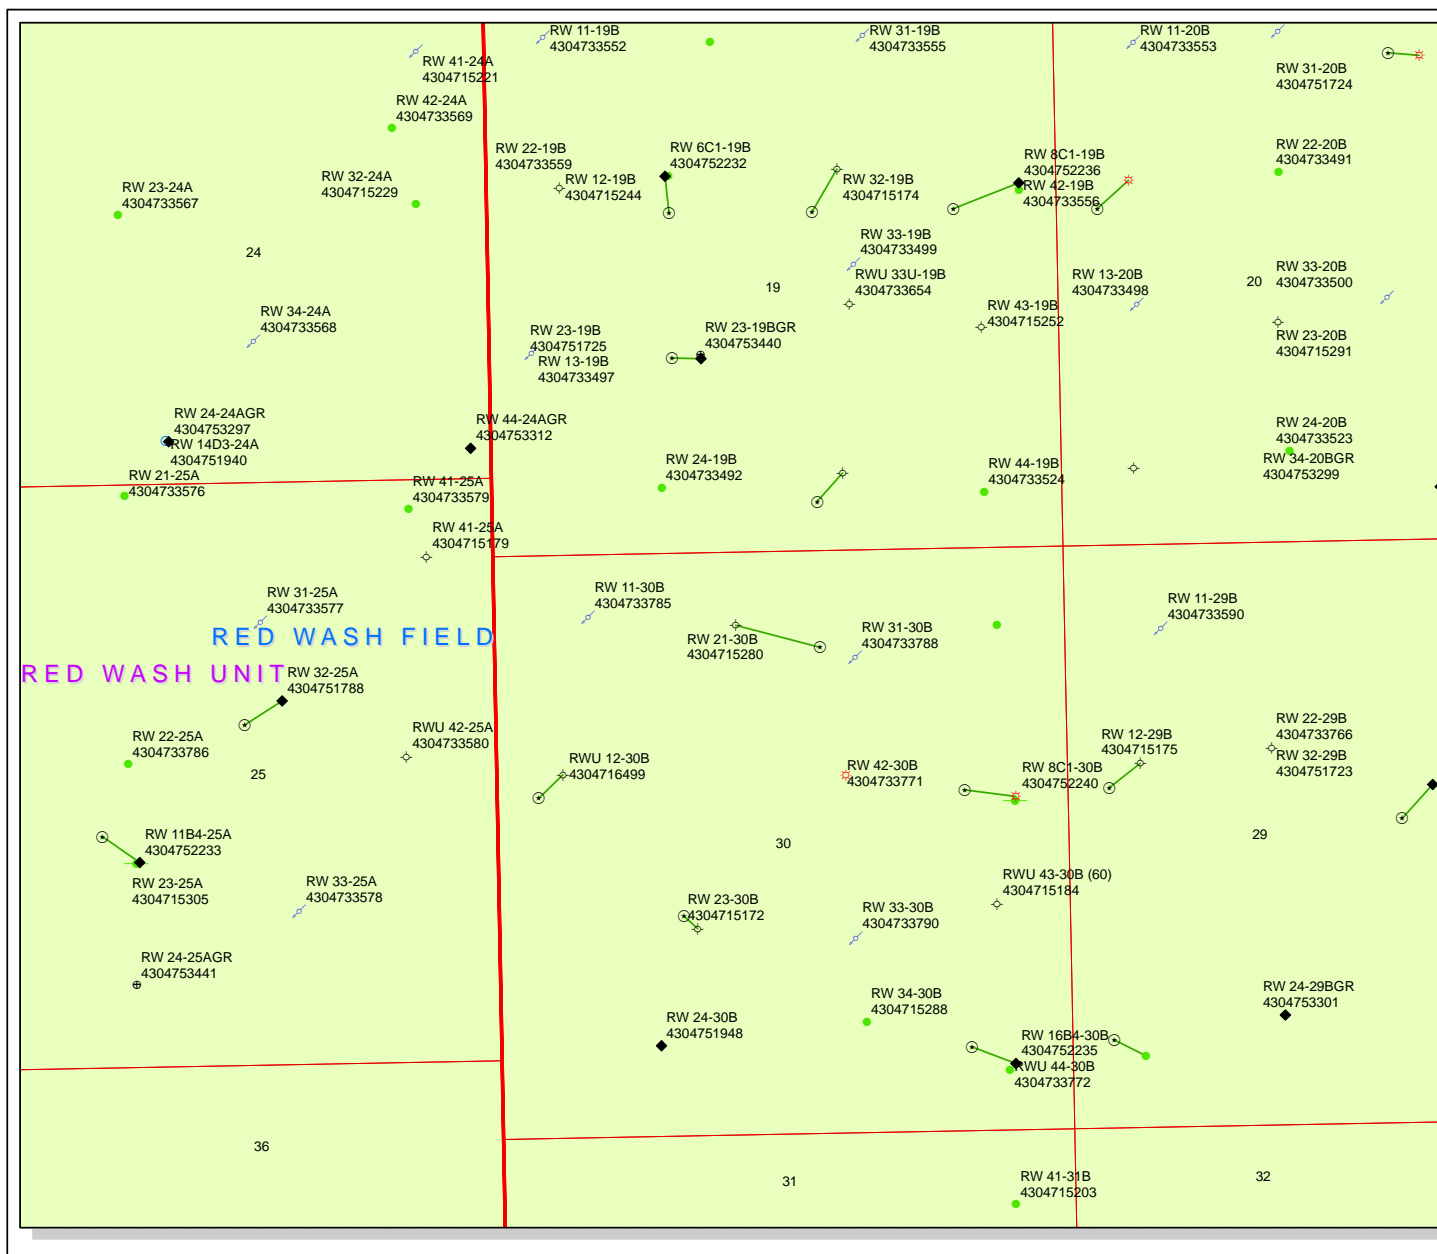 RW 11-19B
4304733552
RW 31-19B
4304733555
RW 11-20B
4304733553
RW 41-24A
4304715221
RW 31-20B
4304751724
RW 42-24A
4304733569
RW 22-19B
4304733559
RW 6C1-19B
4304752232
RW 8C1-19B
4304752236
RW 22-20B
4304733491
RW 23-24A
4304733567
RW 32-24A
4304715229
RW 12-19B
4304715244
RW 32-19B
4304715174
RW 42-19B
4304733556
24
RW 33-19B
4304733499
RWU 33U-19B
4304733654
19
RW 13-20B
4304733498
20
RW 33-20B
4304733500
RW 34-24A
4304733568
RW 23-19B
4304751725
RW 13-19B
4304733497
RW 23-19BGR
4304753440
RW 43-19B
4304715252
RW 23-20B
4304715291
RW 24-24AGR
4304753297
RW 14D3-24A
4304751940
RW 44-24AGR
4304753312
RW 24-20B
4304733523
RW 34-20BGR
4304753299
RW 21-25A
4304733576
RW 41-25A
4304733579
RW 24-19B
4304733492
RW 44-19B
4304733524
RW 41-25A
4304715179
RW 31-25A
4304733577
RW 11-30B
4304733785
RW 11-29B
4304733590
RED WASH FIELD
RW 21-30B
4304715280
RW 31-30B
4304733788
RED WASH UNIT
RW 32-25A
4304751788
RW 22-25A
4304733786
RWU 42-25A
4304733580
RW 12-29B
4304715175
RW 22-29B
4304733766
25
RWU 12-30B
4304716499
RW 42-30B
4304733771
RW 8C1-30B
4304752240
RW 32-29B
4304751723
RW 11B4-25A
4304752233
30
29
RW 23-25A
4304715305
RW 33-25A
4304733578
RW 23-30B
4304715172
RW 33-30B
4304733790
RWU 43-30B (60)
4304715184
RW 24-25AGR
4304753441
RW 34-30B
4304715288
RW 24-29BGR
4304753301
RW 24-30B
4304751948
RW 16B4-30B
4304752235
RWU 44-30B
4304733772
36
31
RW 41-31B
4304715203
32